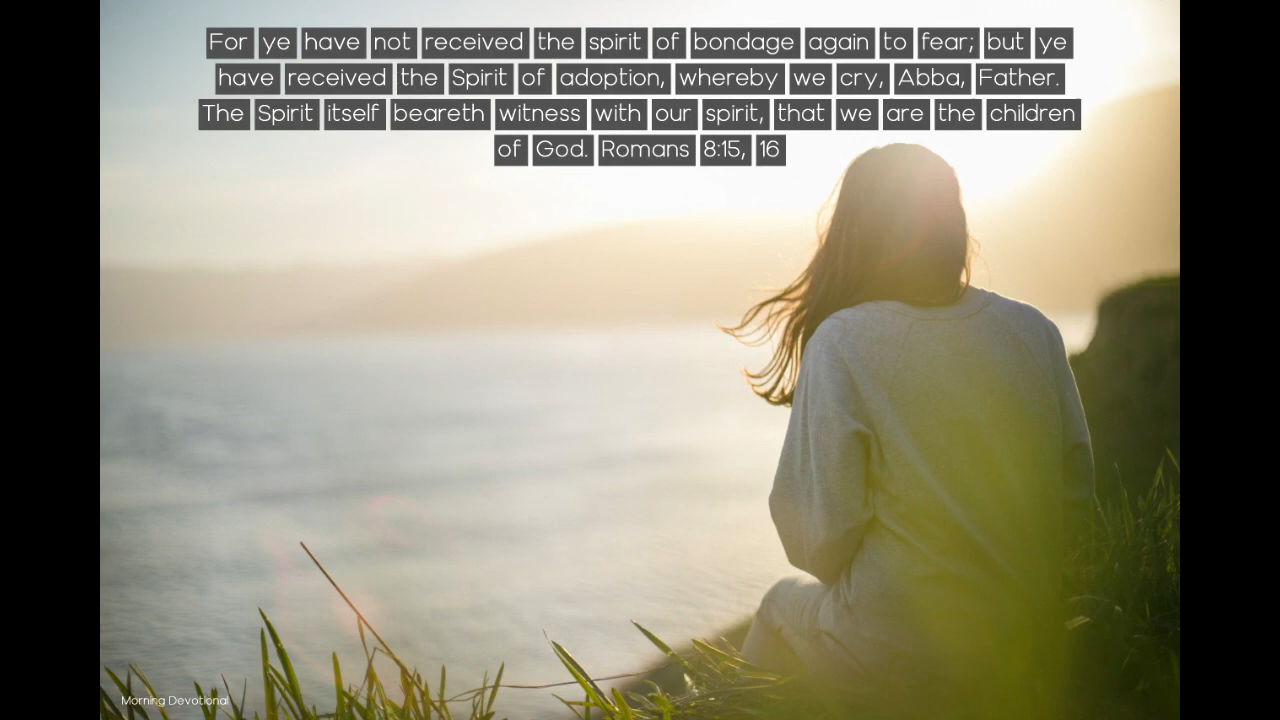 For ye have not received the spirit of bondage again to fear; but ye
have received the Spirit of adoption, whereby we cry, Abba, Father.
The Spirit itself beareth witness with our spirit, that we are the children
of God. Romans 8:15, 16
Morning Devotional